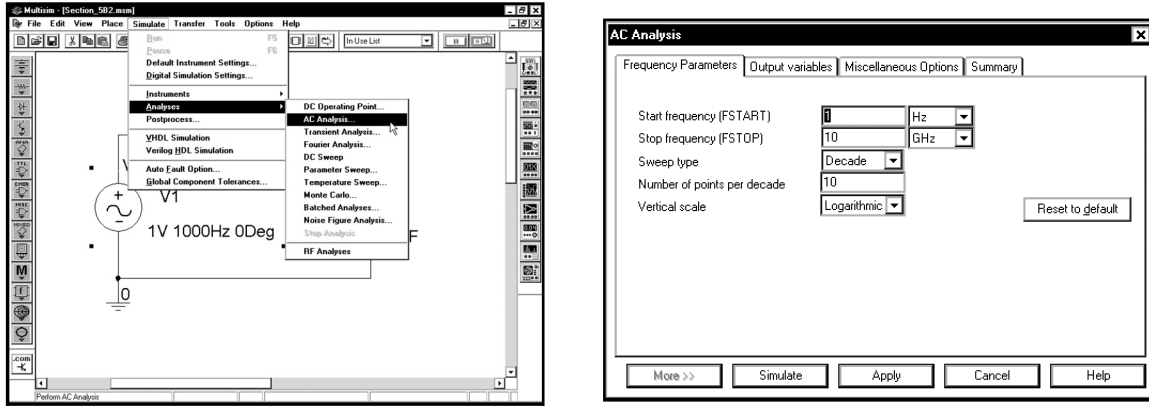 Multisim - [Section_5B2.msm]
File Edit View Place Simulate Transfer Tools Options Help
In Use List
Run F5
Pause F6
Default Instrument Settings...
Digital Simulation Settings...
Instruments
Analyses
Postprocess...
VHDL Simulation
Verilog HDL Simulation
Auto Fault Option...
Global Component Tolerances...
DC Operating Point...
AC Analysis...
Transient Analysis...
Fourier Analysis...
DC Sweep
Parameter Sweep...
Temperature Sweep...
Monte Carlo...
Batched Analyses...
Noise Figure Analysis...
Stop Analysis
RF Analyses
V1
1V 1000Hz 0Deg
F
0
M
.com
Perform AC Analysis
AC Analysis
Frequency Parameters Output variables Miscellaneous Options Summary
Start frequency (FSTART) 1 Hz
Stop frequency (FSTOP) 10 GHz
Sweep type Decade
Number of points per decade 10
Vertical scale Logarithmic
Reset to default
More >> Simulate Apply Cancel Help